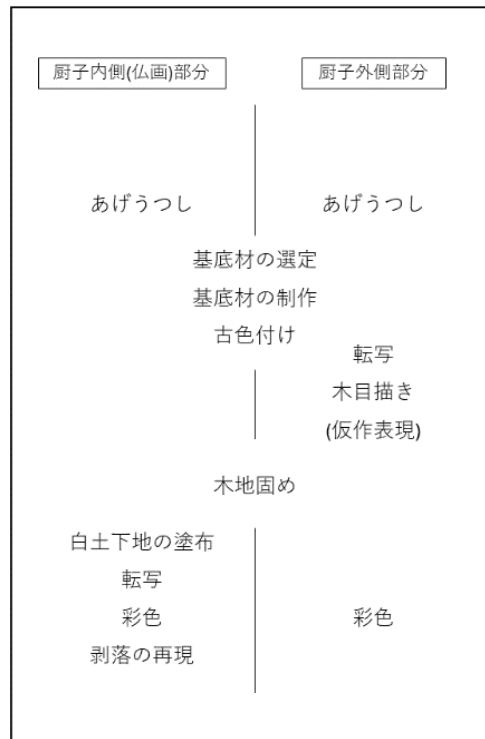 厨子内側(仏画)部分
厨子外側部分
あげうつし
あげうつし
基底材の選定
基底材の制作
古色付け
転写
木目描き
(仮作表現)
木地固め
白土下地の塗布
転写
彩色
剥落の再現
彩色